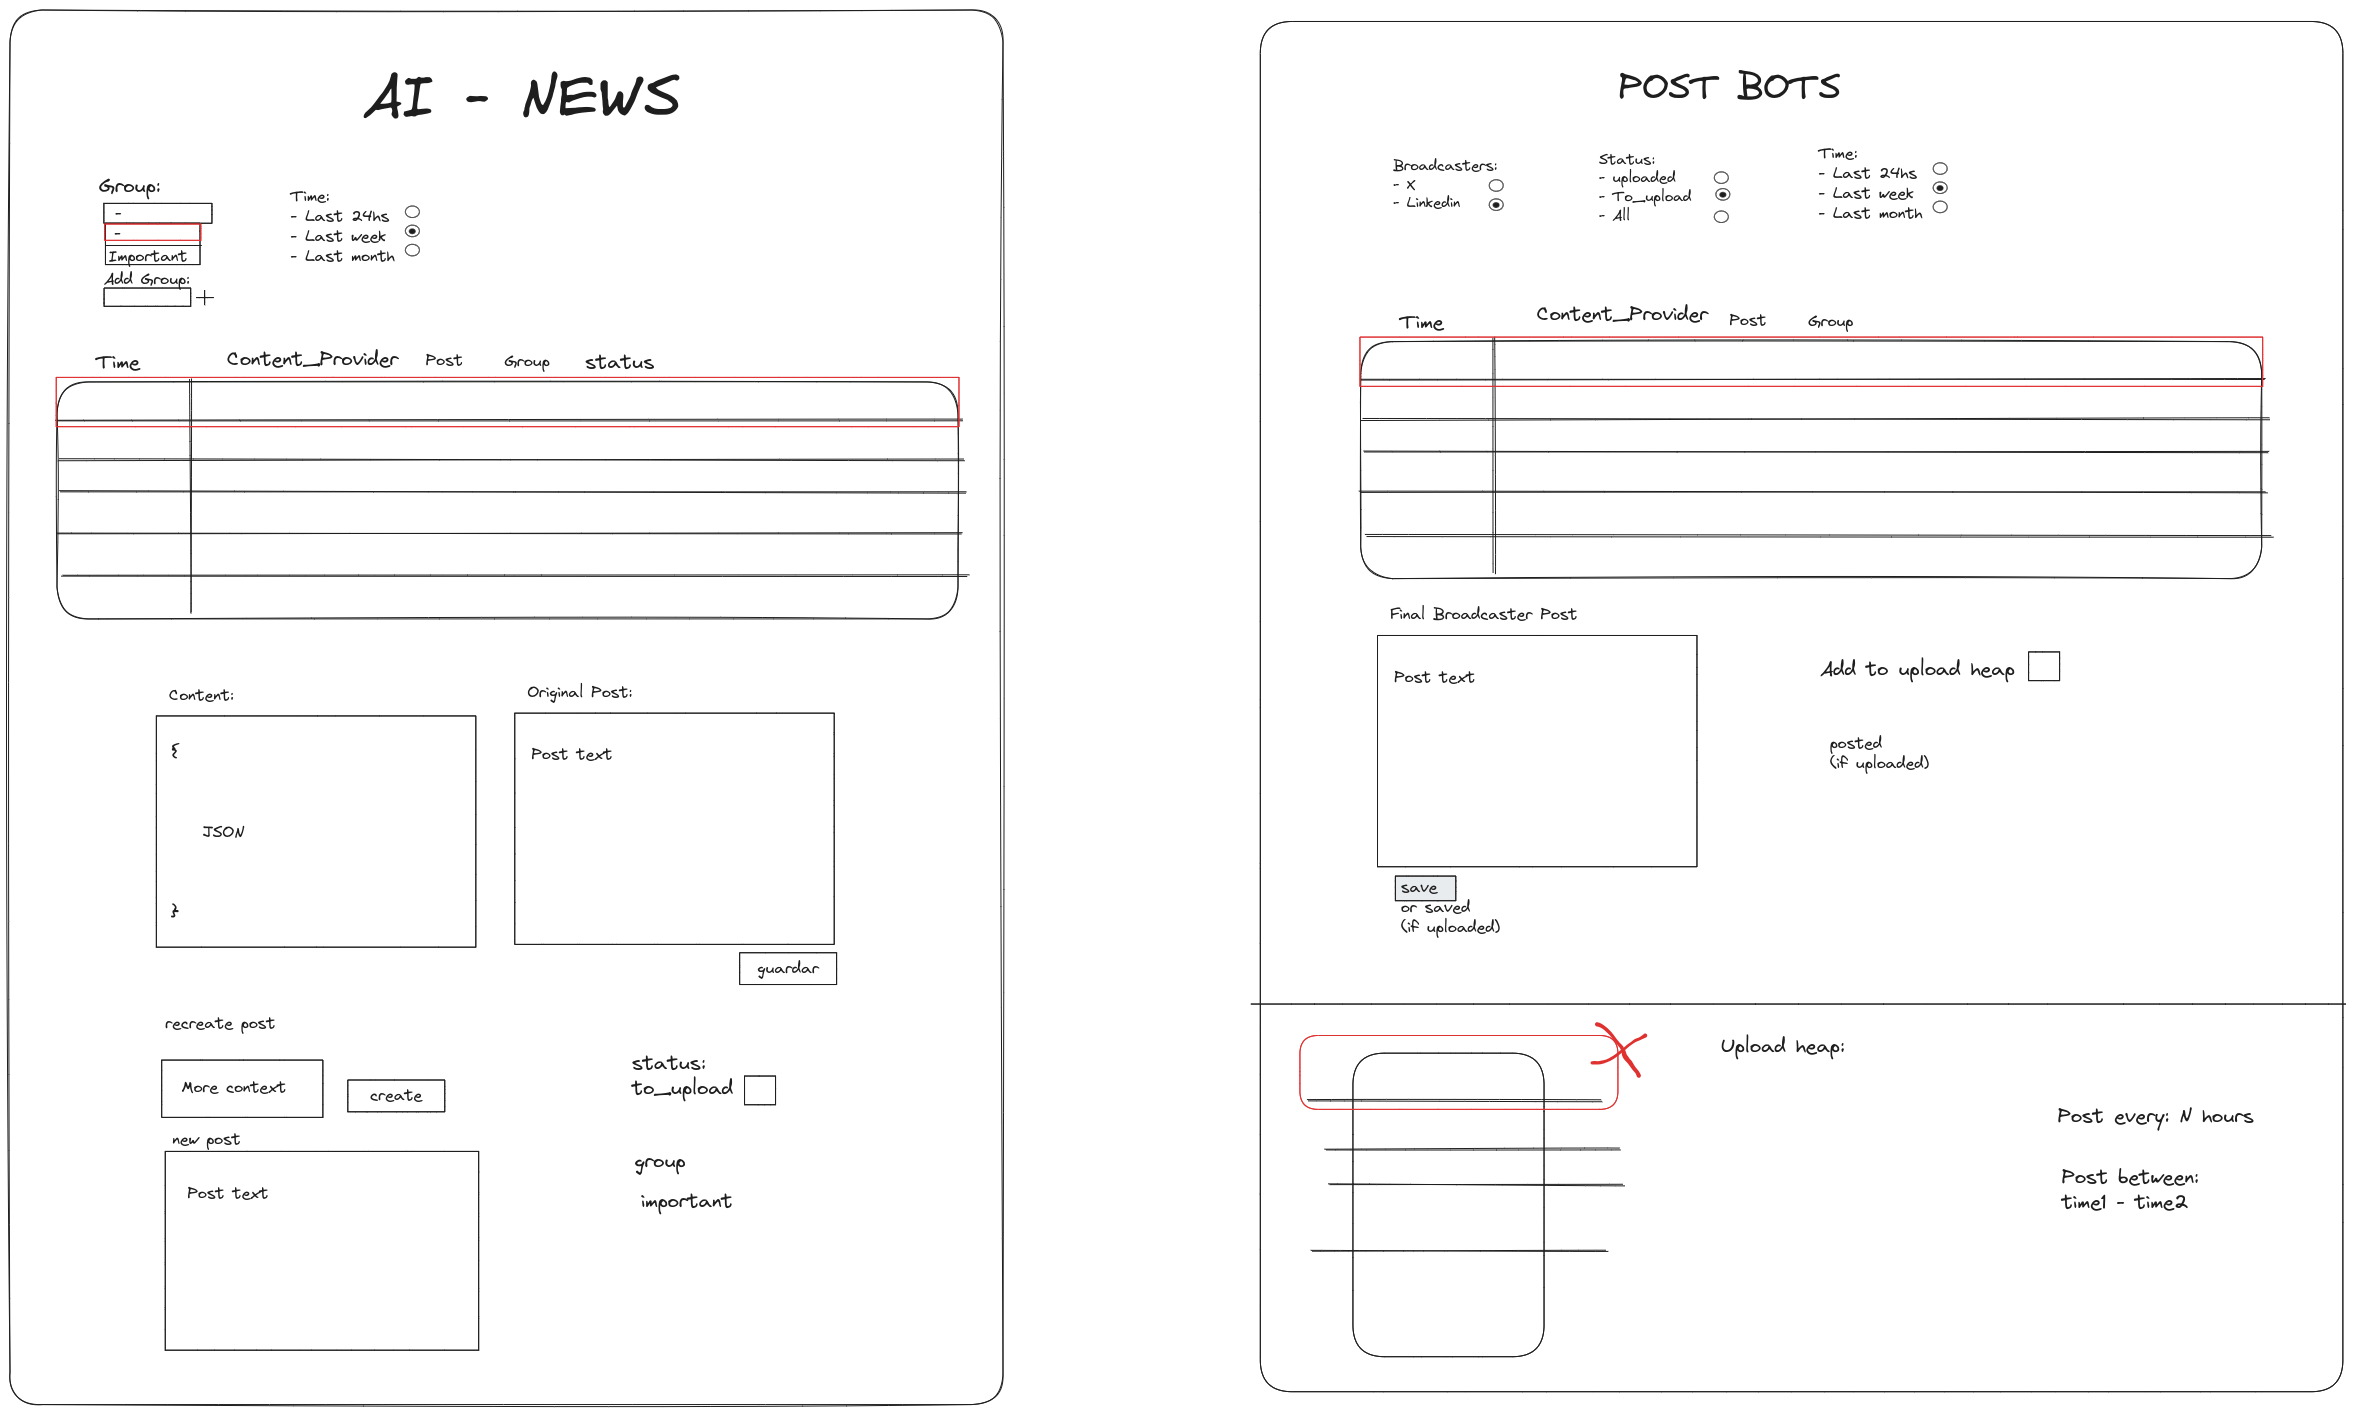 AI - NEWS
Group:
-
-
Important
Add Group:
+
Time:
- Last 24hs
- Last week
- Last month
Time Content_Provider Post Group status
Content:
{
JSON
}
Original Post:
Post text
guardar
recreate post
More context
create
new post
Post text
status:
to_upload
group
important
POST BOTS
Broadcasters:
- X
- Linkedin
Status:
- uploaded
- To_upload
- All
Time:
- Last 24hs
- Last week
- Last month
Time Content_Provider Post Group
Final Broadcaster Post
Post text
save
or saved
(if uploaded)
Add to upload heap
posted
(if uploaded)
Upload heap:
Post every: N hours
Post between:
time1 - time2